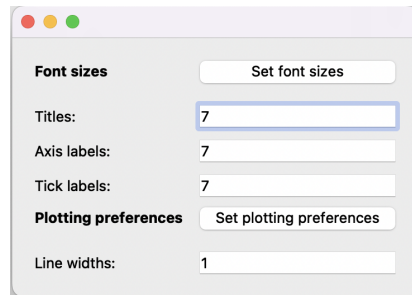 Font sizes Set font sizes
Titles: 7
Axis labels: 7
Tick labels: 7
Plotting preferences Set plotting preferences
Line widths: 1